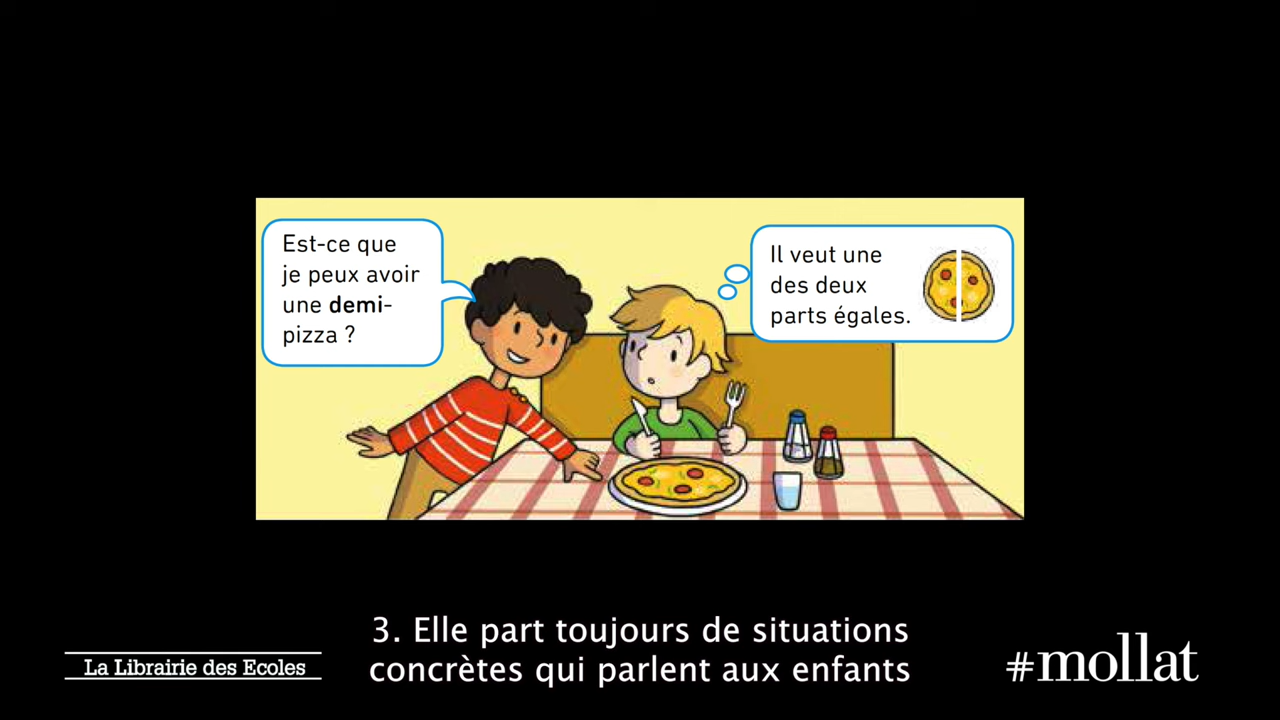 Est-ce que
je peux avoir
une demi-
pizza ?
Il veut une
des deux
parts égales.
3. Elle part toujours de situations
concrètes qui parlent aux enfants
La Librairie des Ecoles
#mollat